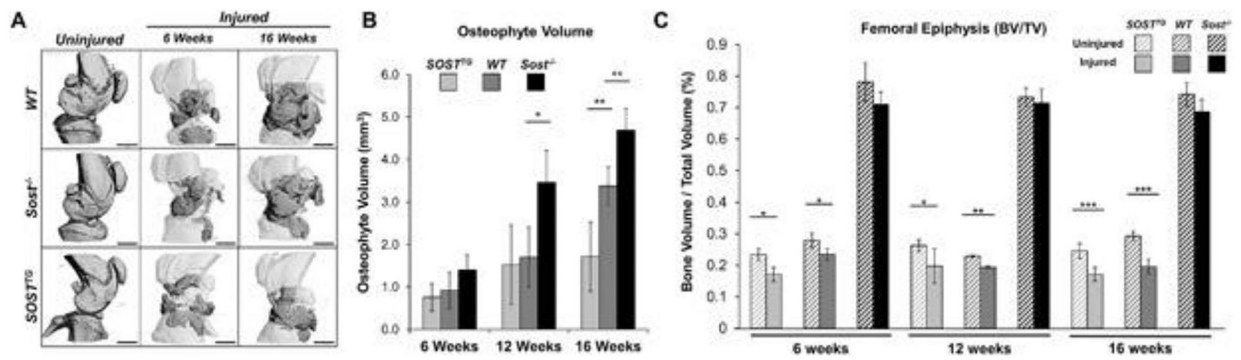 A
Injured
Uninjured 6 Weeks 16 Weeks
WT
Sost-/-
SOSTTG
B
Osteophyte Volume
SOSTTG WT Sost-/-
Osteophyte Volume (mm3)
6.0
5.0
4.0
3.0
2.0
1.0
0.0
*
**
**
6 Weeks 12 Weeks 16 Weeks
C
Femoral Epiphysis (BV/TV)
SOSTTG WT Sost-/-
Uninjured
Injured
Bone Volume / Total Volume (%)
0.9
0.8
0.7
0.6
0.5
0.4
0.3
0.2
0.1
0
*
*
*
**
***
***
6 weeks 12 weeks 16 weeks